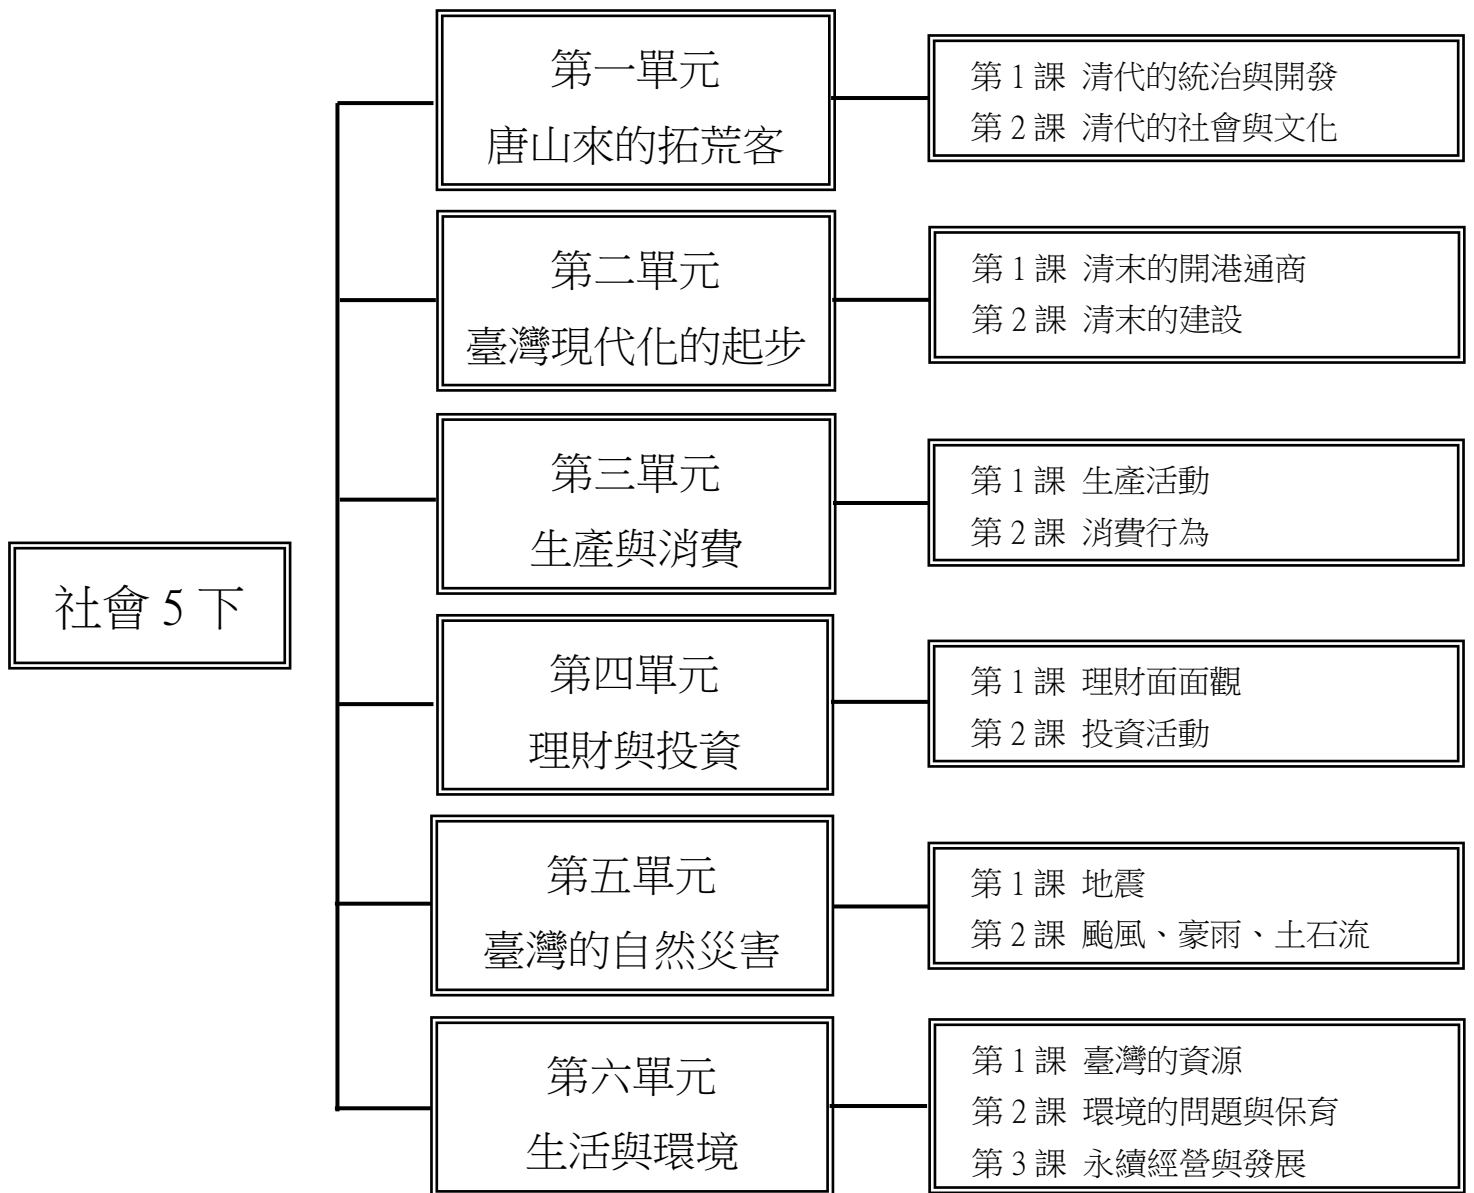 社會 5 下
第一單元
唐山來的拓荒客
第 1 課 清代的統治與開發
第 2 課 清代的社會與文化
第二單元
臺灣現代化的起步
第 1 課 清末的開港通商
第 2 課 清末的建設
第三單元
生產與消費
第 1 課 生產活動
第 2 課 消費行為
第四單元
理財與投資
第 1 課 理財面面觀
第 2 課 投資活動
第五單元
臺灣的自然災害
第 1 課 地震
第 2 課 颱風、豪雨、土石流
第六單元
生活與環境
第 1 課 臺灣的資源
第 2 課 環境的問題與保育
第 3 課 永續經營與發展